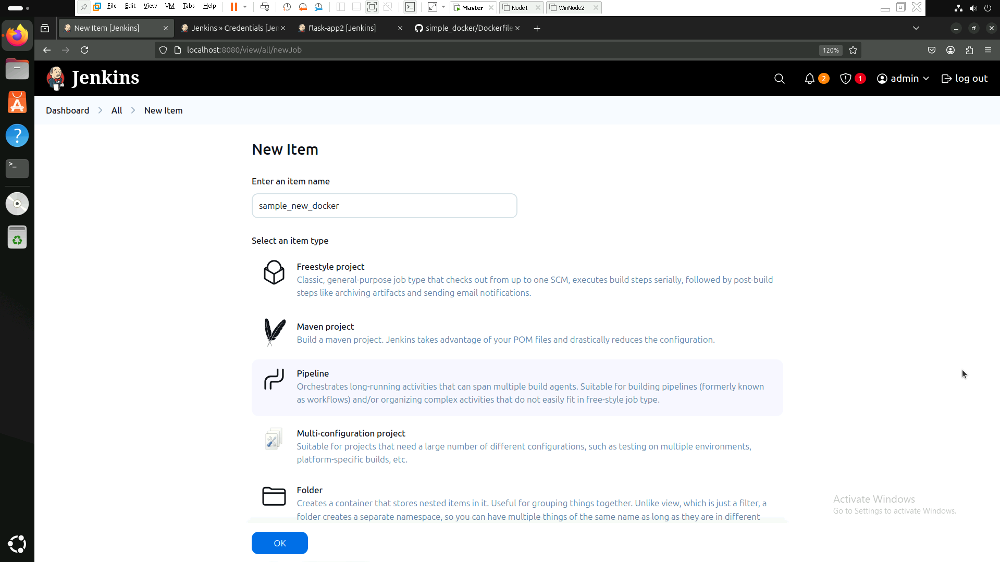 File Edit View VM Tabs Help Master Node1 WinNode2
New Item [Jenkins] Jenkins » Credentials [Jen flask-app2 [Jenkins] simple_docker/Dockerfile
localhost:8080/view/all/newJob 120%
Jenkins 2 1 admin log out
Dashboard All New Item
New Item
Enter an item name
sample_new_docker
Select an item type
Freestyle project
Classic, general-purpose job type that checks out from up to one SCM, executes build steps serially, followed by post-build
steps like archiving artifacts and sending email notifications.
Maven project
Build a maven project. Jenkins takes advantage of your POM files and drastically reduces the configuration.
Pipeline
Orchestrates long-running activities that can span multiple build agents. Suitable for building pipelines (formerly known
as workflows) and/or organizing complex activities that do not easily fit in free-style job type.
Multi-configuration project
Suitable for projects that need a large number of different configurations, such as testing on multiple environments,
platform-specific builds, etc.
Folder
Creates a container that stores nested items in it. Useful for grouping things together. Unlike view, which is just a filter, a
folder creates a separate namespace, so you can have multiple things of the same name as long as they are in different
Activate Windows
Go to Settings to activate Windows.
OK